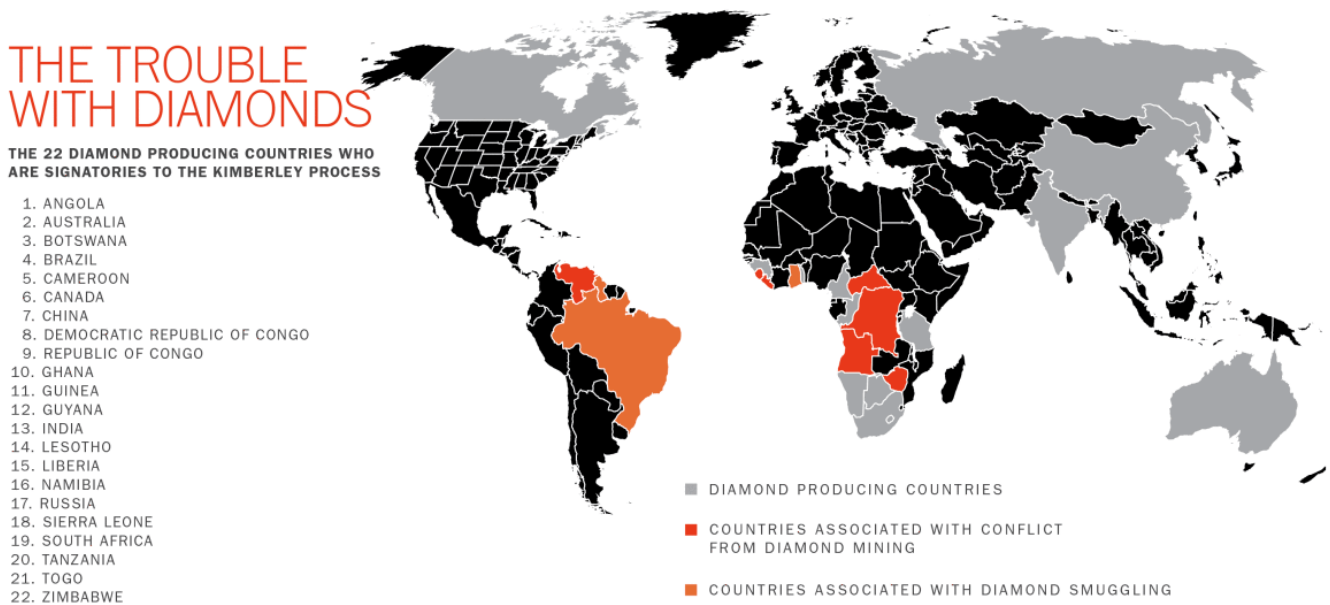 THE TROUBLE
WITH DIAMONDS
THE 22 DIAMOND PRODUCING COUNTRIES WHO
ARE SIGNATORIES TO THE KIMBERLEY PROCESS
1. ANGOLA
2. AUSTRALIA
3. BOTSWANA
4. BRAZIL
5. CAMEROON
6. CANADA
7. CHINA
8. DEMOCRATIC REPUBLIC OF CONGO
9. REPUBLIC OF CONGO
10. GHANA
11. GUINEA
12. GUYANA
13. INDIA
14. LESOTHO
15. LIBERIA
16. NAMIBIA
17. RUSSIA
18. SIERRA LEONE
19. SOUTH AFRICA
20. TANZANIA
21. TOGO
22. ZIMBABWE
DIAMOND PRODUCING COUNTRIES
COUNTRIES ASSOCIATED WITH CONFLICT
FROM DIAMOND MINING
COUNTRIES ASSOCIATED WITH DIAMOND SMUGGLING